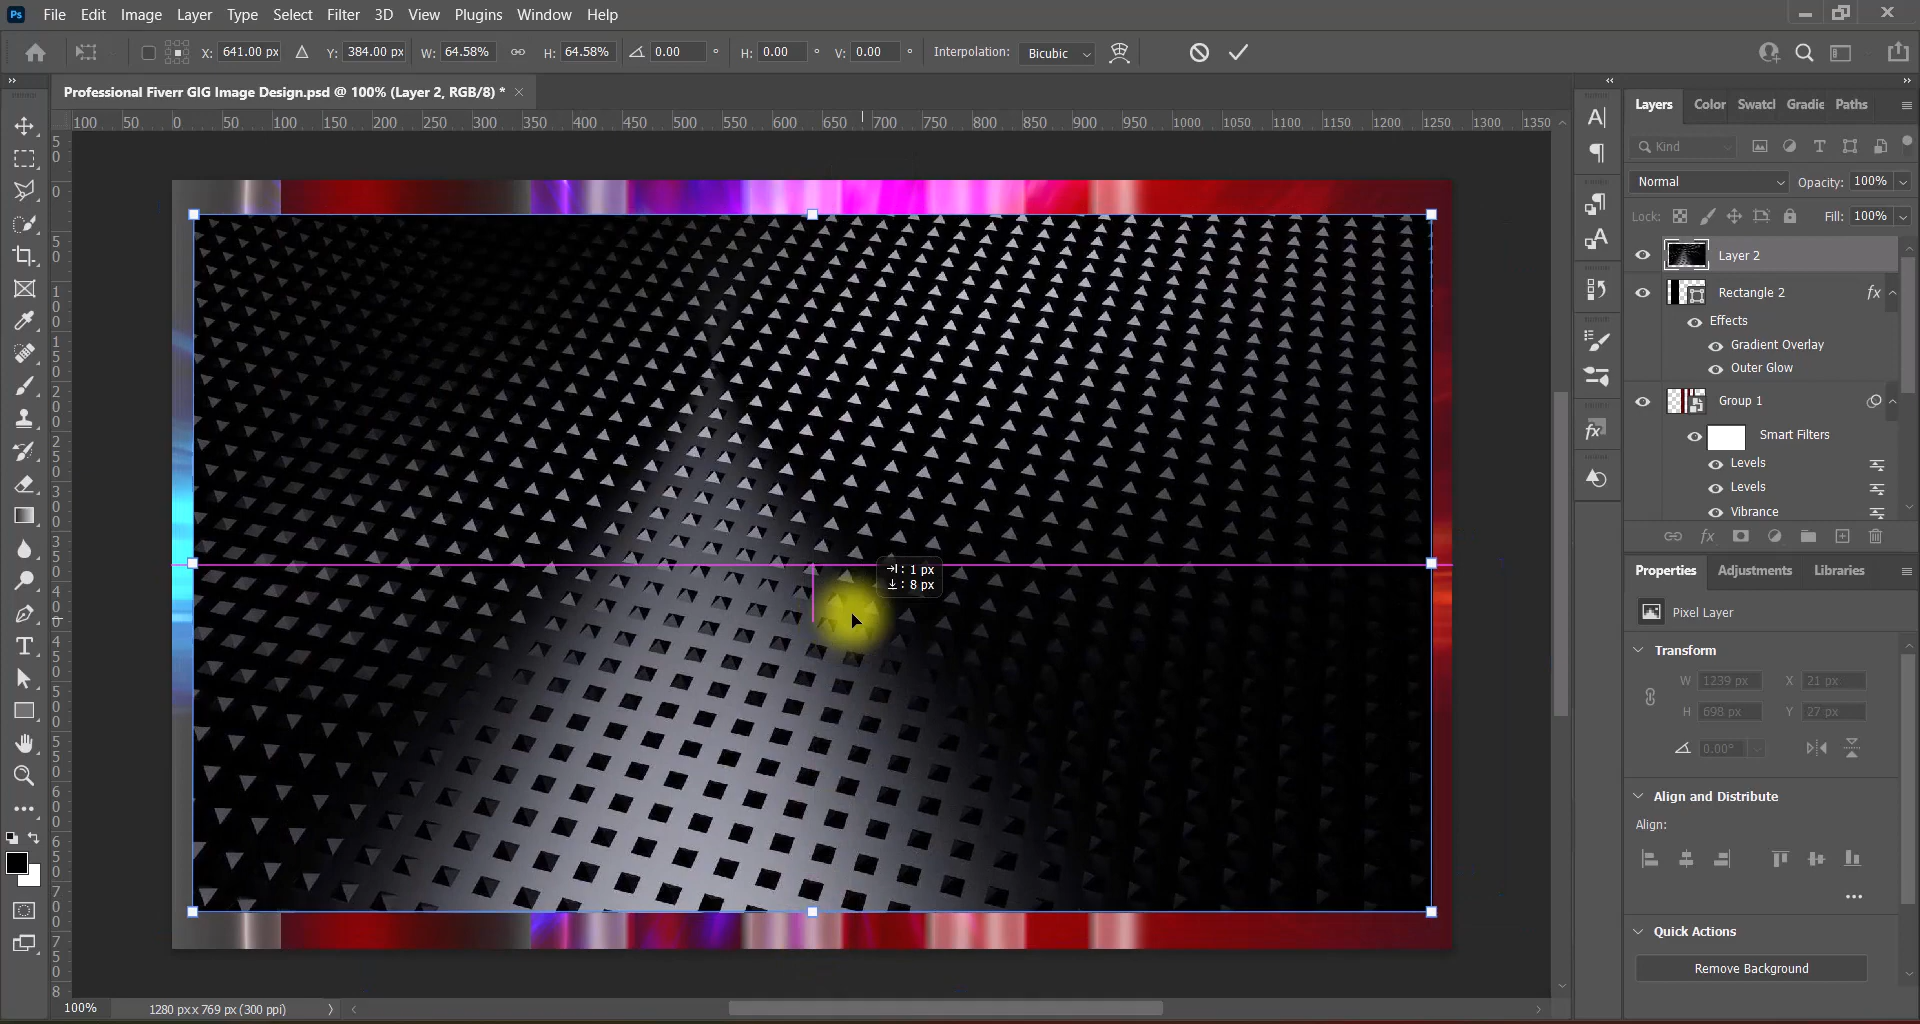 Ps File Edit Image Layer Type Select Filter 3D View Plugins Window Help
X: 641.00 px Y: 384.00 px W: 64.58% H: 64.58% 0.00 ° H: 0.00 ° V: 0.00 ° Interpolation: Bicubic
Professional Fiverr GIG Image Design.psd @ 100% (Layer 2, RGB/8) * ×
100 50 0 50 100 150 200 250 300 350 400 450 500 550 600 650 700 750 800 850 900 950 1000 1050 1100 1150 1200 1250 1300 1350
Layers Color Swatcl Gradie Paths
Kind
Normal Opacity: 100%
Lock: Fill: 100%
Layer 2
Rectangle 2 fx
Effects
Gradient Overlay
Outer Glow
Group 1
Smart Filters
Levels
Levels
Vibrance
fx
Properties Adjustments Libraries
Pixel Layer
Transform
W 1239 px X 21 px
H 698 px Y 27 px
0.00°
Align and Distribute
Align:
Quick Actions
Remove Background
: 1 px
: 8 px
100% 1280 px x 769 px (300 ppi)